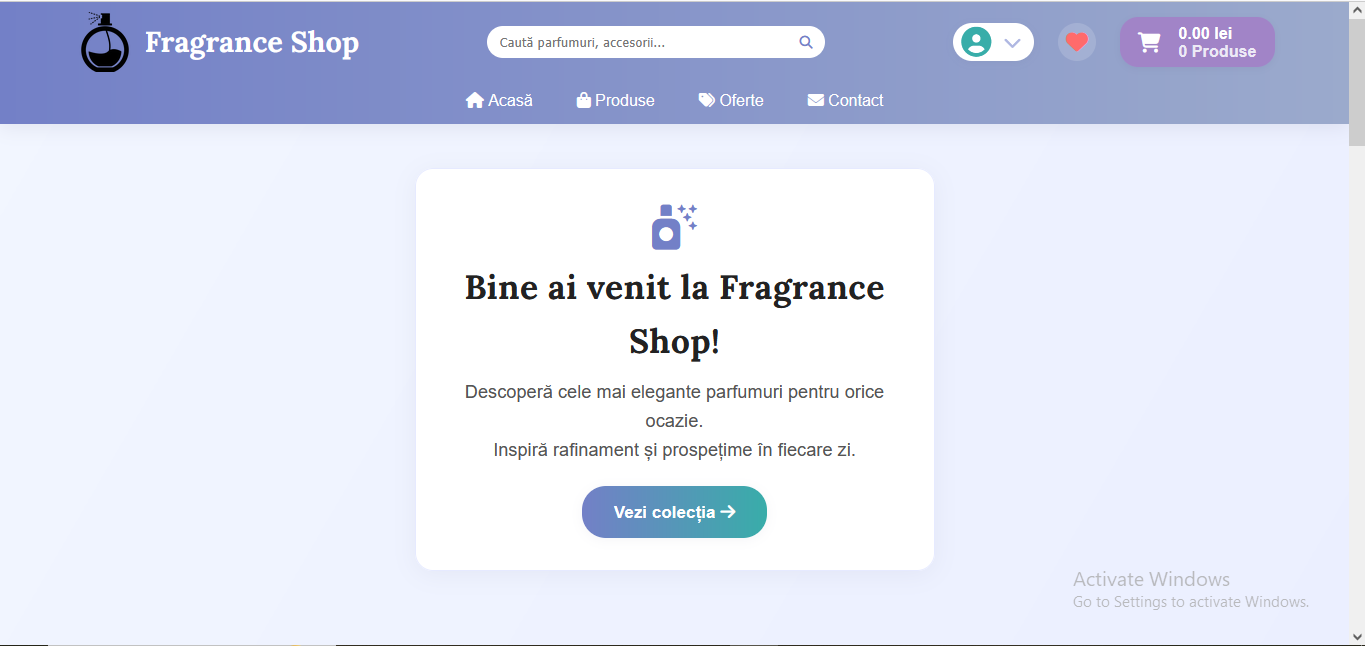 Fragrance Shop
Caută parfumuri, accesorii...
0.00 lei
0 Produse
Acasă
Produse
Oferte
Contact
Bine ai venit la Fragrance
Shop!
Descoperă cele mai elegante parfumuri pentru orice
ocazie.
Inspiră rafinament și prospețime în fiecare zi.
Vezi colecția
Activate Windows
Go to Settings to activate Windows.